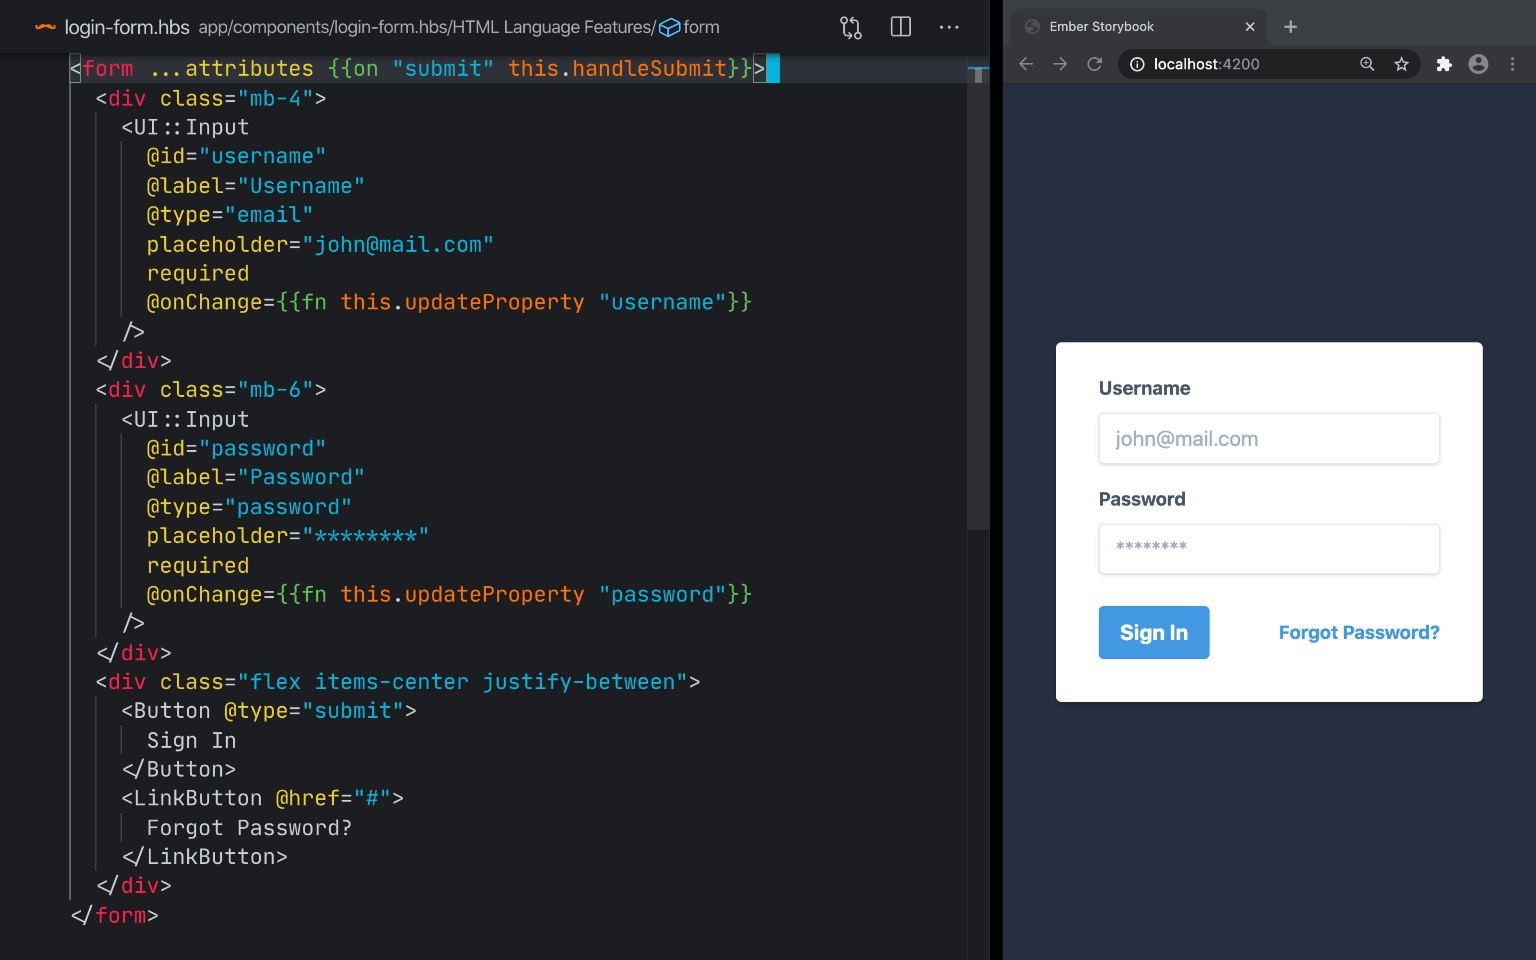 login-form.hbs app/components/login-form.hbs/HTML Language Features/form
<form ...attributes {{on "submit" this.handleSubmit}}>
<div class="mb-4">
<UI::Input
@id="username"
@label="Username"
@type="email"
placeholder="john@mail.com"
required
@onChange={{fn this.updateProperty "username"}}
/>
</div>
<div class="mb-6">
<UI::Input
@id="password"
@label="Password"
@type="password"
placeholder="********"
required
@onChange={{fn this.updateProperty "password"}}
/>
</div>
<div class="flex items-center justify-between">
<Button @type="submit">
Sign In
</Button>
<LinkButton @href="#">
Forgot Password?
</LinkButton>
</div>
</form>
Ember Storybook
localhost:4200
Username
john@mail.com
Password
********
Sign In Forgot Password?